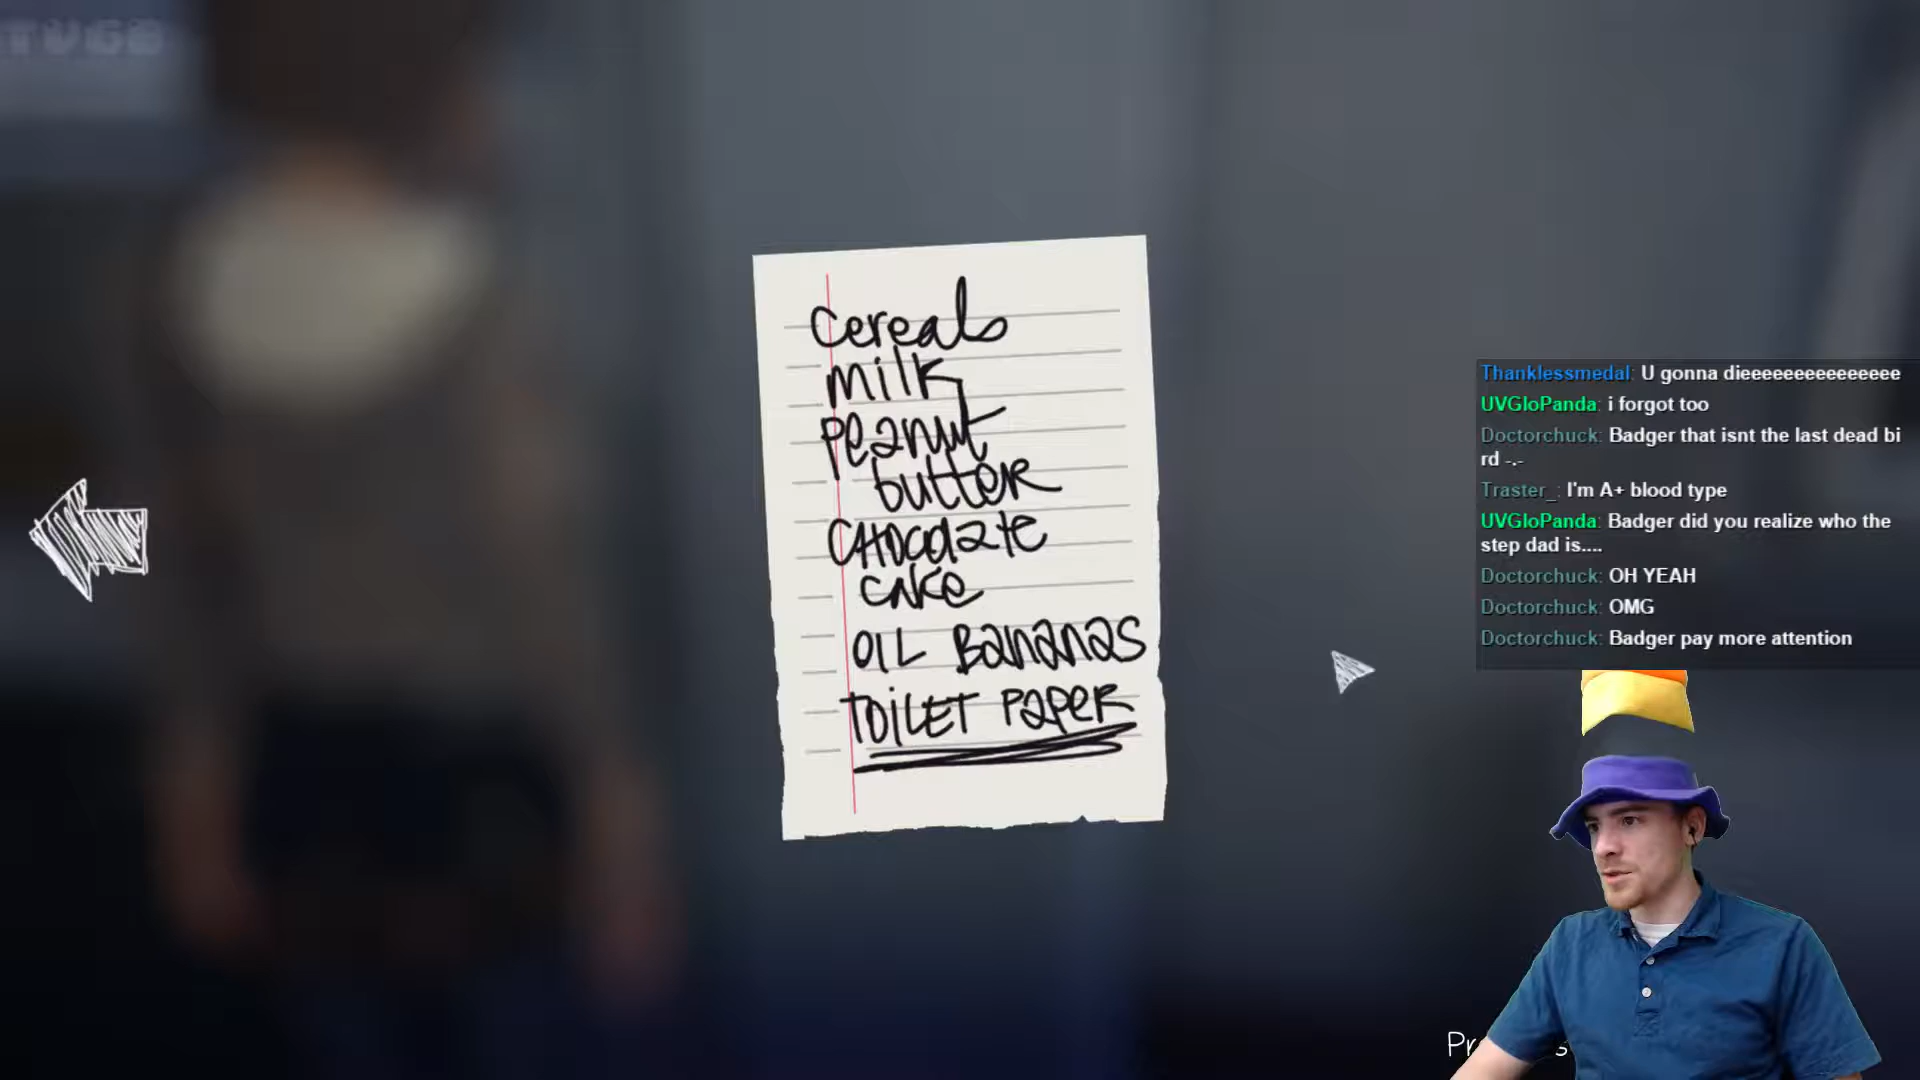 cereals
milk
Peanut
butter
CHocolate
cake
OIL Bananas
TOILET PAPeR
Thanklessmedal: U gonna dieeeeeeeeeeeeeee
UVGloPanda: i forgot too
Doctorchuck: Badger that isnt the last dead bi
rd -.-
Traster_: I'm A+ blood type
UVGloPanda: Badger did you realize who the
step dad is....
Doctorchuck: OH YEAH
Doctorchuck: OMG
Doctorchuck: Badger pay more attention